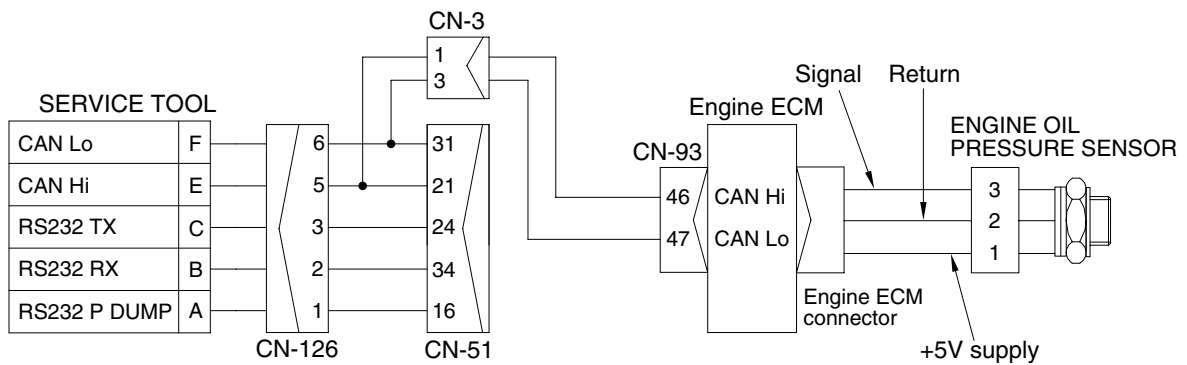 CN-3
1
3
Signal Return
SERVICE TOOL
Engine ECM
ENGINE OIL
PRESSURE SENSOR
CN-93
CAN Lo F 6 31
CAN Hi E 5 21
RS232 TX C 3 24
RS232 RX B 2 34
RS232 P DUMP A 1 16
CN-126
CN-51
46 CAN Hi
47 CAN Lo
3
2
1
Engine ECM
connector
+5V supply